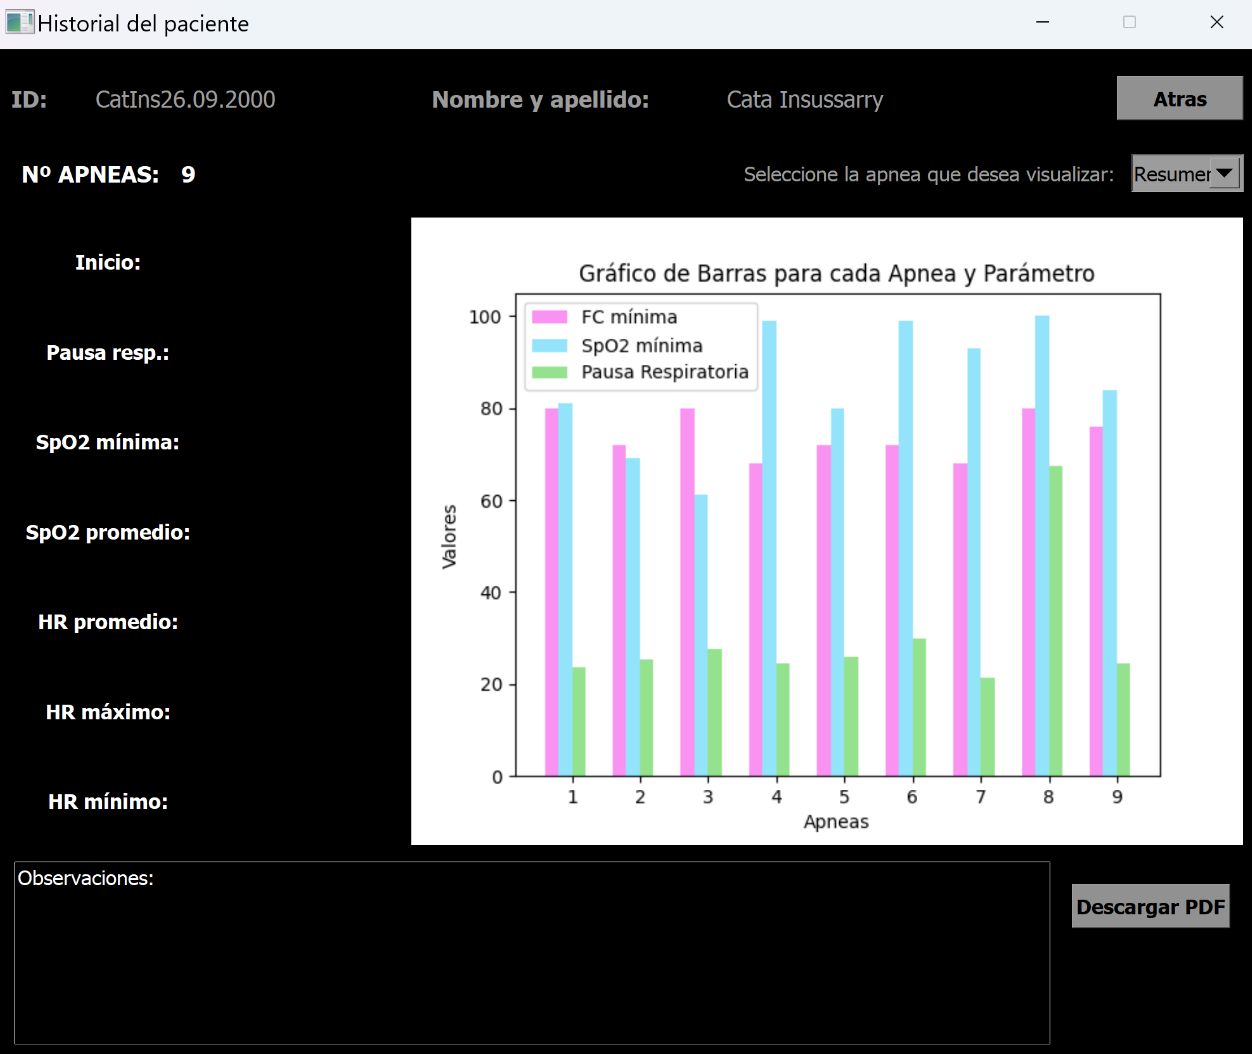 Historial del paciente
ID: CatIns26.09.2000 Nombre y apellido: Cata Insussarry Atras
Nº APNEAS: 9 Seleccione la apnea que desea visualizar: Resumen
Inicio:
Pausa resp.:
SpO2 mínima:
SpO2 promedio:
HR promedio:
HR máximo:
HR mínimo:
Gráfico de Barras para cada Apnea y Parámetro
FC mínima
SpO2 mínima
Pausa Respiratoria
100
80
60
40
20
0
Valores
1 2 3 4 5 6 7 8 9
Apneas
Observaciones:
Descargar PDF